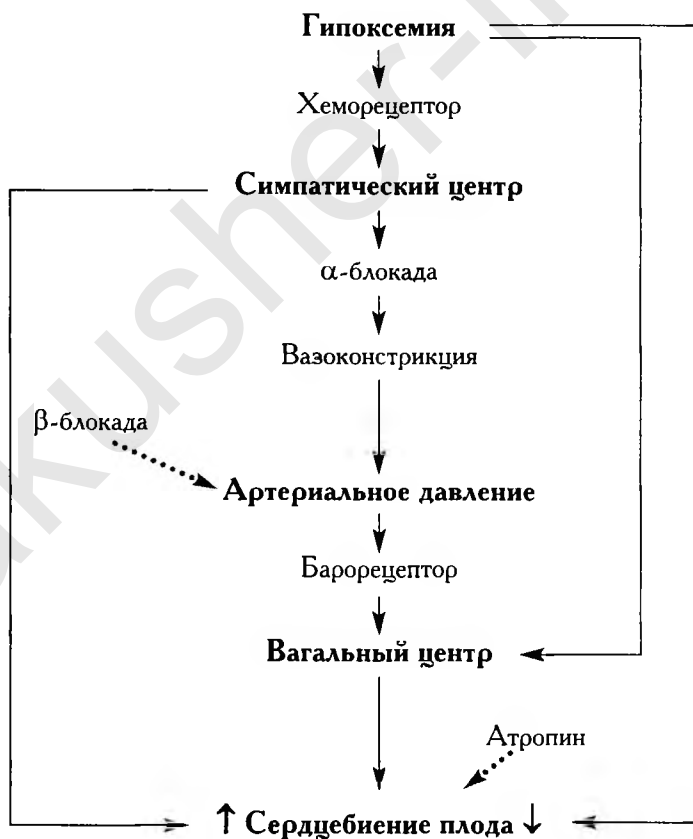 Гипоксемия
Хеморецептор
Симпатический центр
α-блокада
Вазоконстрикция
β-блокада
Артериальное давление
Барорецептор
Вагальный центр
Атропин
↑ Сердцебиение плода ↓